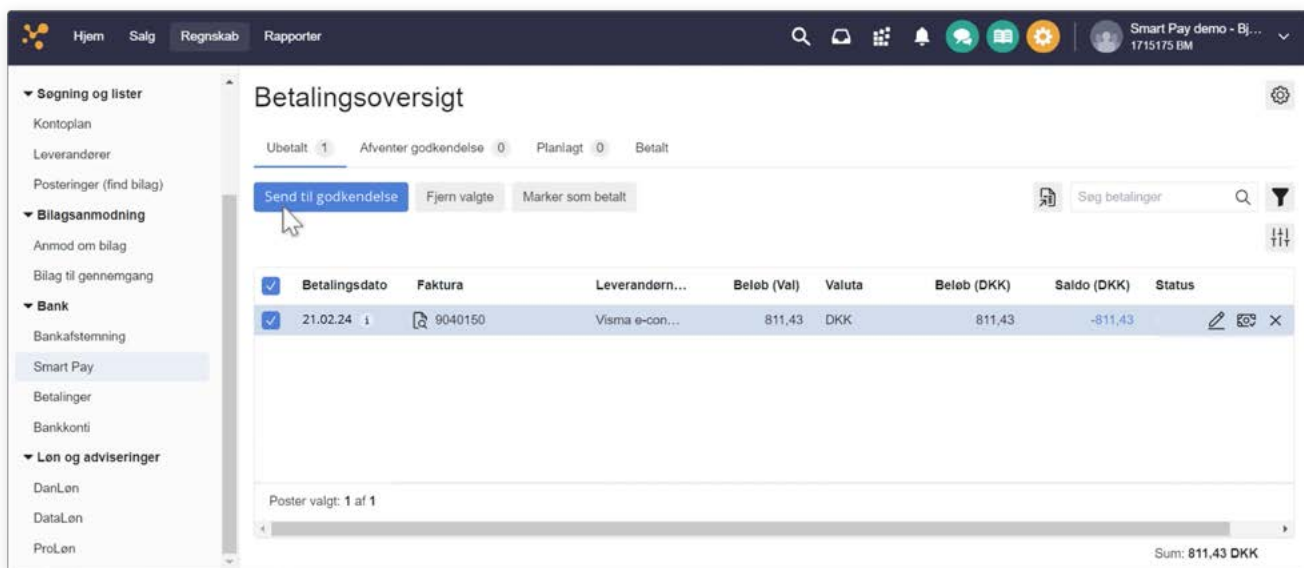 Hjem Salg Regnskab Rapporter
Smart Pay demo - Bj...
1715175 BM
Søgning og lister
Kontoplan
Leverandører
Posteringer (find bilag)
Bilagsanmodning
Anmod om bilag
Bilag til gennemgang
Bank
Bankafstemning
Smart Pay
Betalinger
Bankkonti
Løn og adviseringer
DanLøn
DataLøn
ProLøn
Betalingsoversigt
Ubetalt 1 Afventer godkendelse 0 Planlagt 0 Betalt
Send til godkendelse Fjern valgte Marker som betalt Søg betalinger
Betalingsdato Faktura Leverandørn... Beløb (Val) Valuta Beløb (DKK) Saldo (DKK) Status
21.02.24 i 9040150 Visma e-con... 811,43 DKK 811,43 -811,43
Poster valgt: 1 af 1
Sum: 811,43 DKK